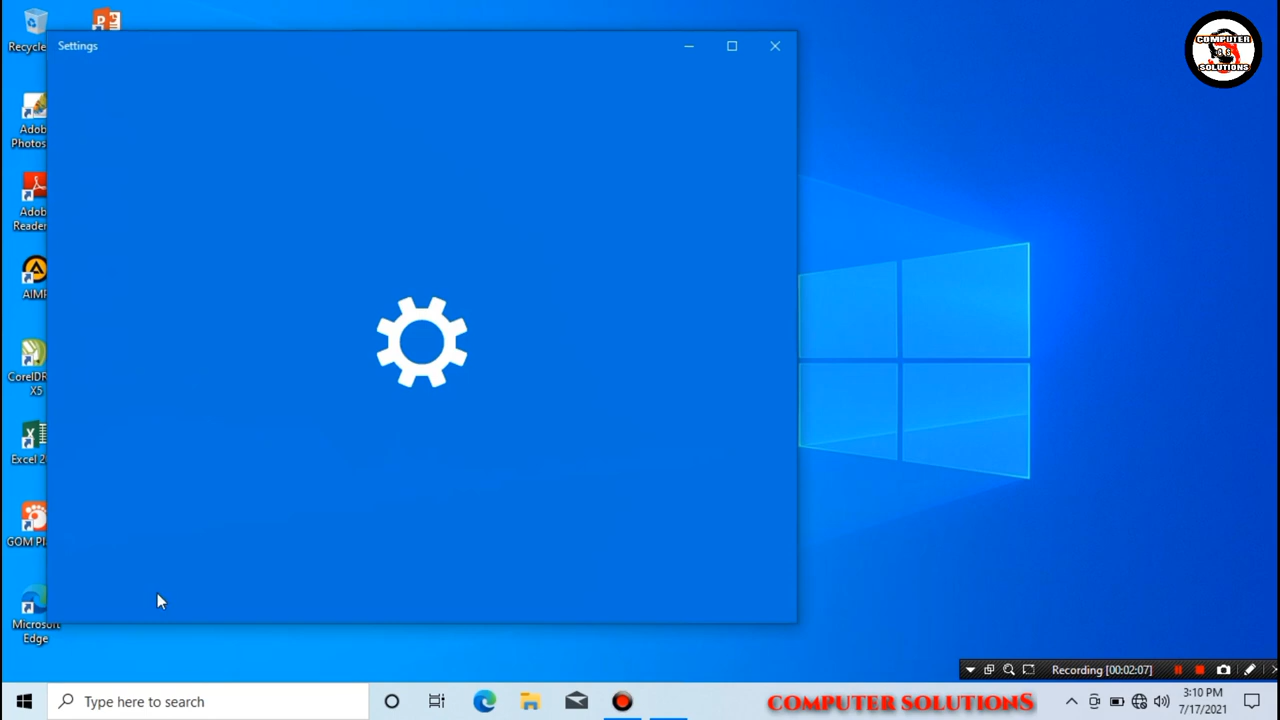 Settings
COMPUTER
SOLUTIONS
Recycle
Adob
Photos
Adob
Reader
AIMP
CorelDR
X5
Excel 2
GOM Pl
Microsoft
Edge
Recording [00:02:07]
Type here to search
COMPUTER SOLUTIONS
3:10 PM
7/17/2021